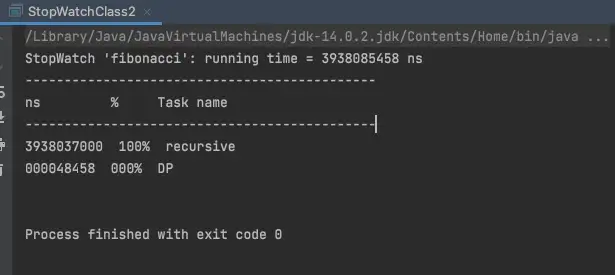 StopWatchClass2 ×
/Library/Java/JavaVirtualMachines/jdk-14.0.2.jdk/Contents/Home/bin/java ...
StopWatch 'fibonacci': running time = 3938085458 ns
---------------------------------------------
ns         %     Task name
---------------------------------------------
3938037000  100%  recursive
000048458  000%  DP
Process finished with exit code 0